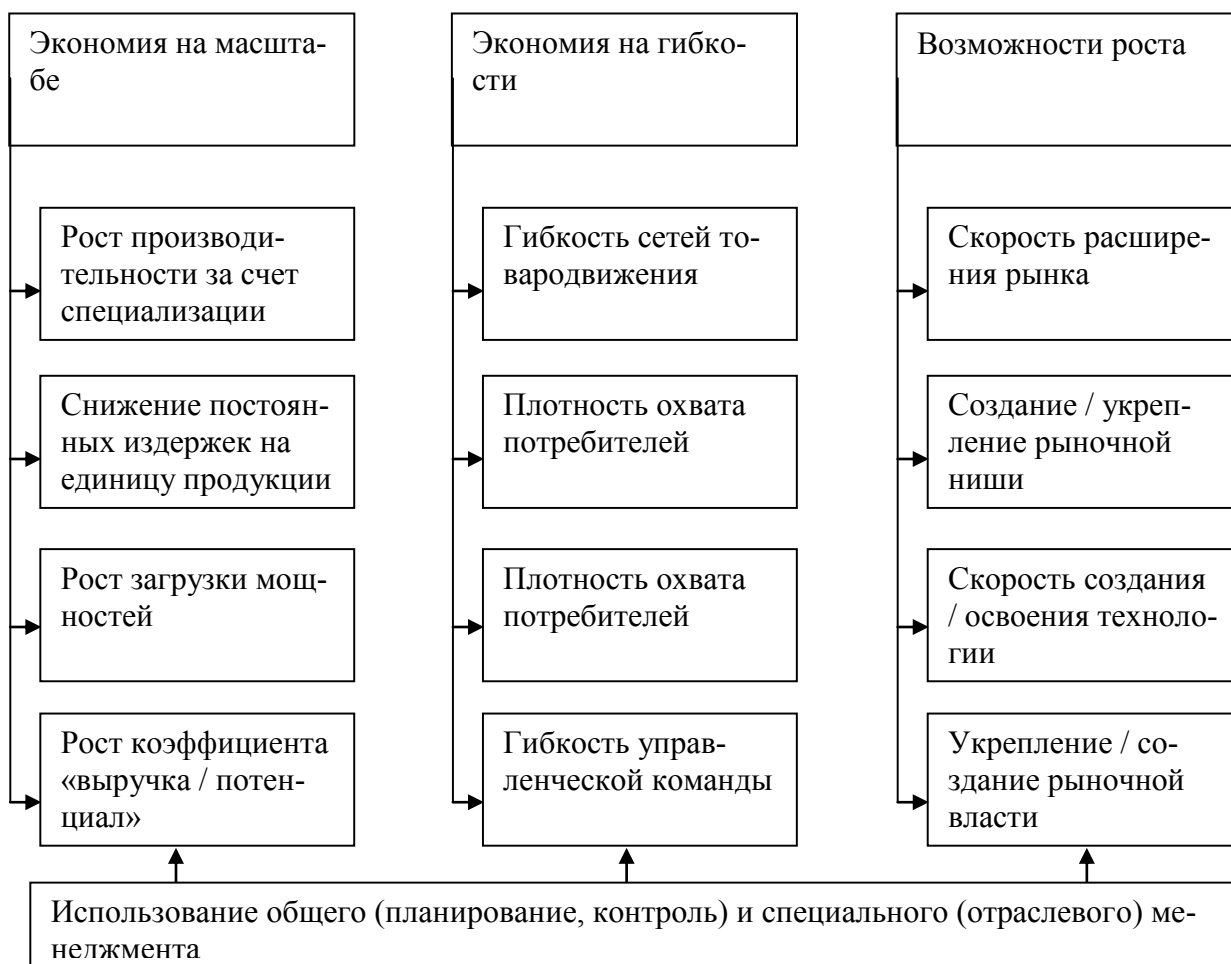 Экономия на масшта-
бе
Рост производи-
тельности за счет
специализации
Снижение постоян-
ных издержек на
единицу продукции
Рост загрузки мощ-
ностей
Рост коэффициента
«выручка / потен-
циал»
Экономия на гибко-
сти
Гибкость сетей то-
вародвижения
Плотность охвата
потребителей
Плотность охвата
потребителей
Гибкость управ-
ленческой команды
Возможности роста
Скорость расшире-
ния рынка
Создание / укреп-
ление рыночной
ниши
Скорость создания
/ освоения техноло-
гии
Укрепление / со-
здание рыночной
власти
Использование общего (планирование, контроль) и специального (отраслевого) ме-
неджмента